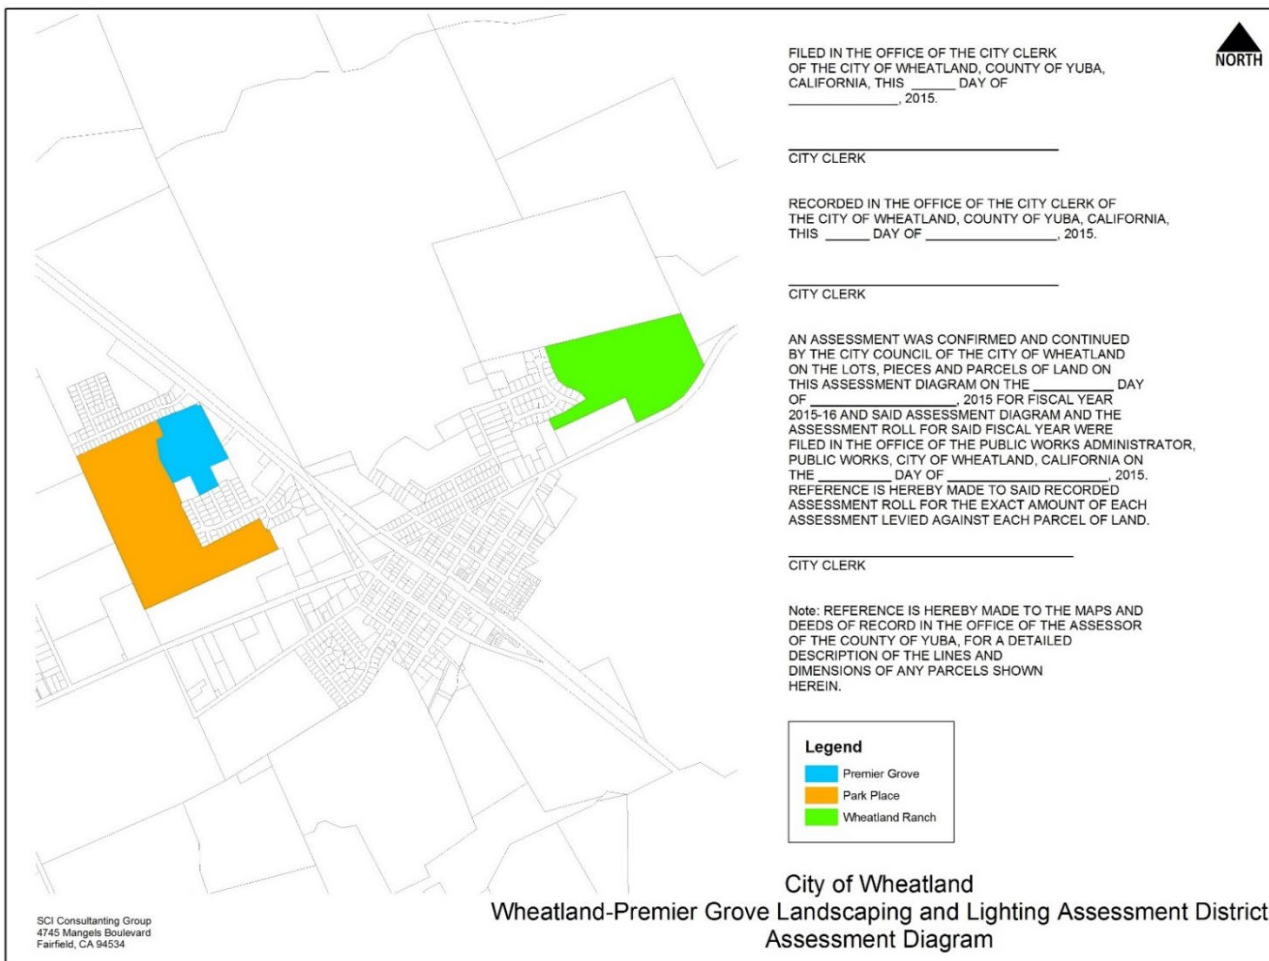 NORTH
FILED IN THE OFFICE OF THE CITY CLERK
OF THE CITY OF WHEATLAND, COUNTY OF YUBA,
CALIFORNIA, THIS ______ DAY OF
_______________, 2015.
CITY CLERK
RECORDED IN THE OFFICE OF THE CITY CLERK OF
THE CITY OF WHEATLAND, COUNTY OF YUBA, CALIFORNIA,
THIS ______ DAY OF __________________, 2015.
CITY CLERK
AN ASSESSMENT WAS CONFIRMED AND CONTINUED
BY THE CITY COUNCIL OF THE CITY OF WHEATLAND
ON THE LOTS, PIECES AND PARCELS OF LAND ON
THIS ASSESSMENT DIAGRAM ON THE ___________ DAY
OF ____________________, 2015 FOR FISCAL YEAR
2015-16 AND SAID ASSESSMENT DIAGRAM AND THE
ASSESSMENT ROLL FOR SAID FISCAL YEAR WERE
FILED IN THE OFFICE OF THE PUBLIC WORKS ADMINISTRATOR,
PUBLIC WORKS, CITY OF WHEATLAND, CALIFORNIA ON
THE __________ DAY OF ______________________, 2015.
REFERENCE IS HEREBY MADE TO SAID RECORDED
ASSESSMENT ROLL FOR THE EXACT AMOUNT OF EACH
ASSESSMENT LEVIED AGAINST EACH PARCEL OF LAND.
CITY CLERK
Note: REFERENCE IS HEREBY MADE TO THE MAPS AND
DEEDS OF RECORD IN THE OFFICE OF THE ASSESSOR
OF THE COUNTY OF YUBA, FOR A DETAILED
DESCRIPTION OF THE LINES AND
DIMENSIONS OF ANY PARCELS SHOWN
HEREIN.
Legend
Premier Grove
Park Place
Wheatland Ranch
City of Wheatland
Wheatland-Premier Grove Landscaping and Lighting Assessment District
Assessment Diagram
SCI Consultanting Group
4745 Mangels Boulevard
Fairfield, CA 94534